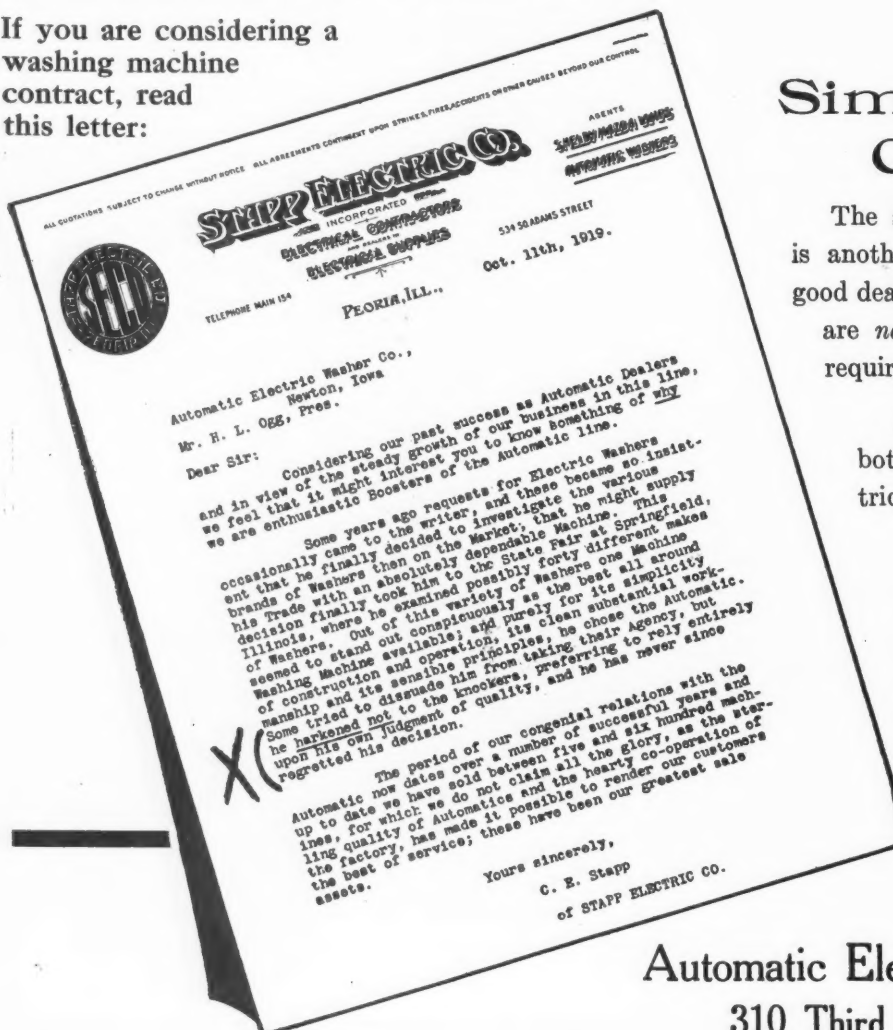 If you are considering a
washing machine
contract, read
this letter:
ALL QUOTATIONS SUBJECT TO CHANGE WITHOUT NOTICE ALL AGREEMENTS CONTINGENT UPON STRIKES, FIRES, ACCIDENTS OR OTHER CAUSES BEYOND OUR CONTROL
STAPP ELECTRIC CO.
INCORPORATED
ELECTRICAL CONTRACTORS
AND DEALERS IN
ELECTRICAL SUPPLIES
AGENTS
SHELBY MAZDA LAMPS
AUTOMATIC WASHERS
SECO
TELEPHONE MAIN 154
534 SO. ADAMS STREET
PEORIA, ILL.,
Oct. 11th, 1919.
Automatic Electric Washer Co.,
Newton, Iowa
Mr. H. L. Ogg, Pres.
Dear Sir:
Considering our past success as Automatic Dealers
and in view of the steady growth of our business in this line,
we feel that it might interest you to know something of why
we are enthusiastic Boosters of the Automatic line.
Some years ago requests for Electric Washers
occasionally came to the writer, and these became so insist-
ent that he finally decided to investigate the various
brands of Washers then on the Market, that he might supply
his Trade with an absolutely dependable Machine. This
decision finally took him to the State Fair at Springfield,
Illinois, where he examined possibly forty different makes
of Washers. Out of this variety of Washers one Machine
seemed to stand out conspicuously as the best all around
Washing Machine available; and purely for its simplicity
of construction and operation, its clean substantial work-
manship and its sensible principles, he chose the Automatic.
Some tried to dissuade him from taking their Agency, but
he harkened not to the knockers, preferring to rely entirely
upon his own judgment of quality, and he has never since
regretted his decision.
X(
The period of our congenial relations with the
Automatic now dates over a number of successful years and
up to date we have sold between five and six hundred mach-
ines, for which we do not claim all the glory, as the ster-
ling quality of Automatics and the hearty co-operation of
the factory, has made it possible to render our customers
the best of service; these have been our greatest sale
assets.
Yours sincerely,
C. E. Stapp
of STAPP ELECTRIC CO.
The
is anoth
good dea
are
requir
bot
tric
Automatic Ele
310 Third